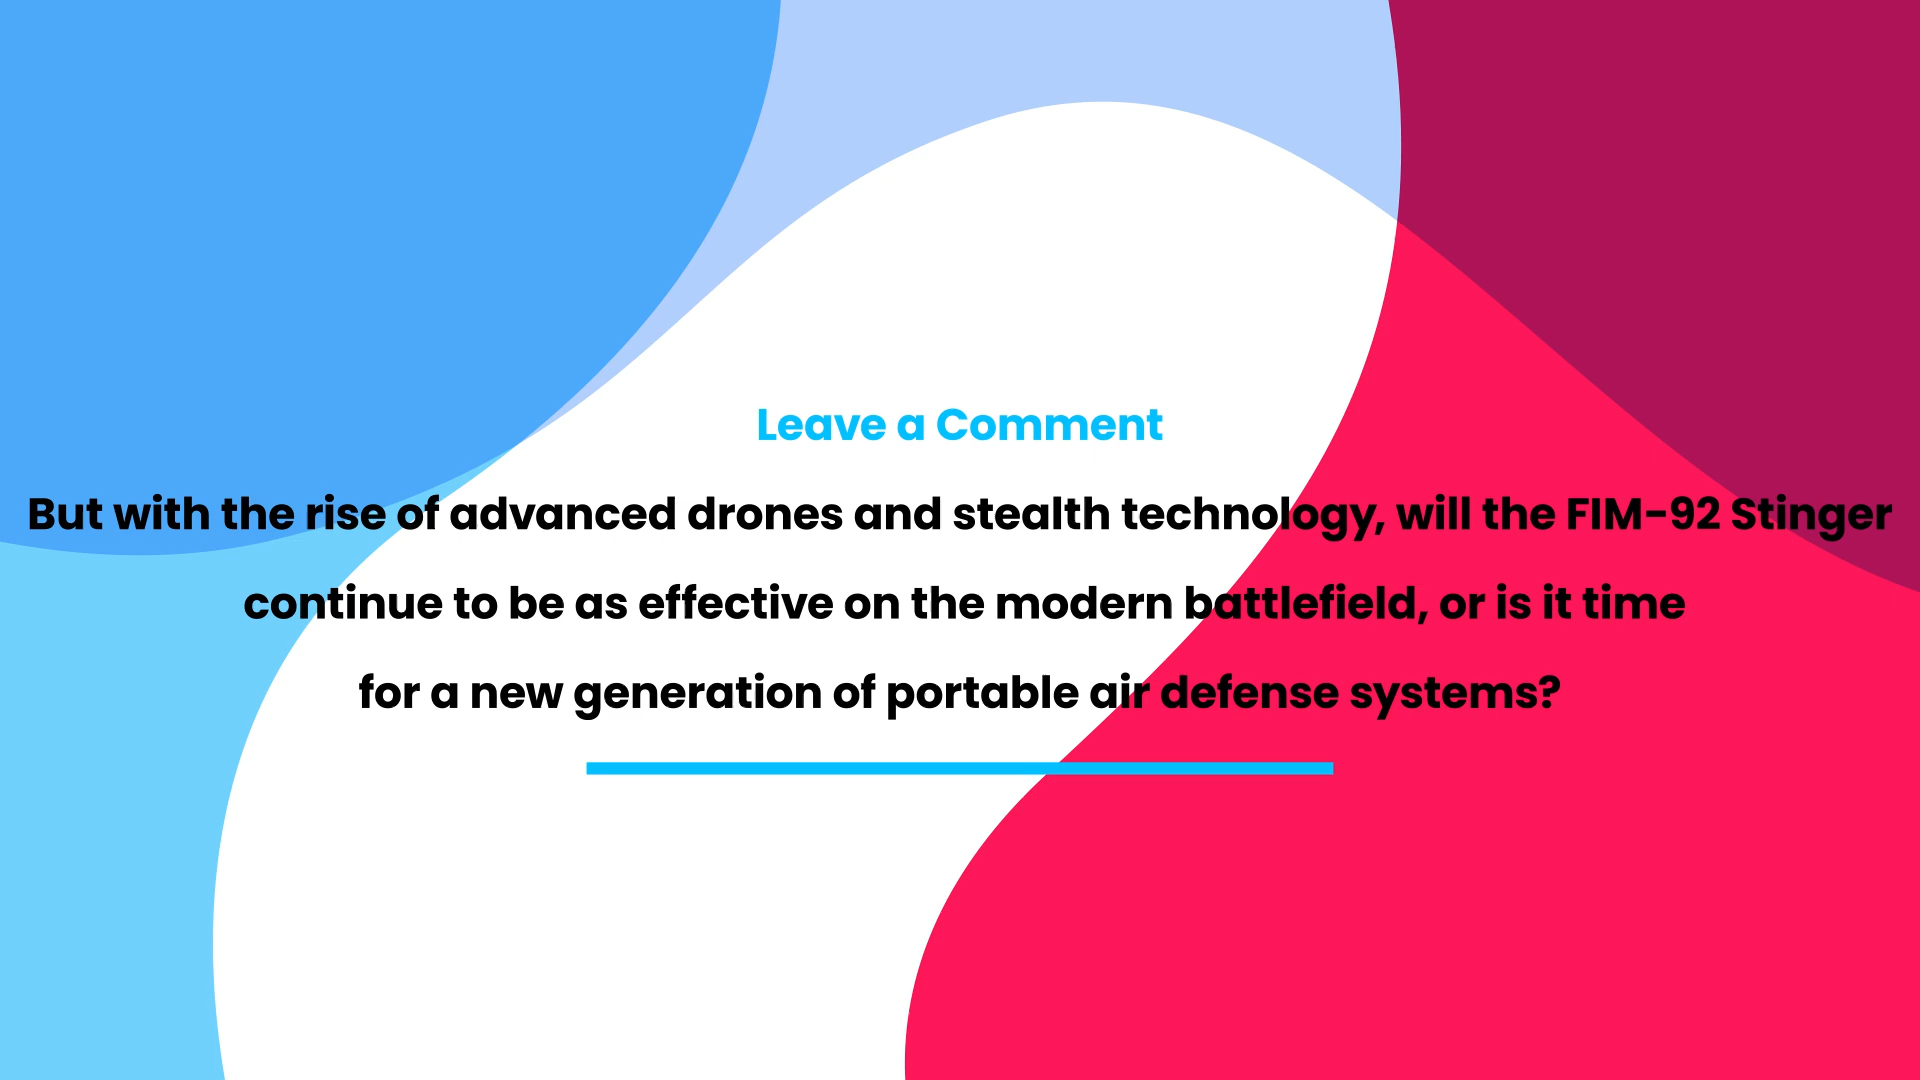 Leave a Comment
But with the rise of advanced drones and stealth technology, will the FIM-92 Stinger
continue to be as effective on the modern battlefield, or is it time
for a new generation of portable air defense systems?